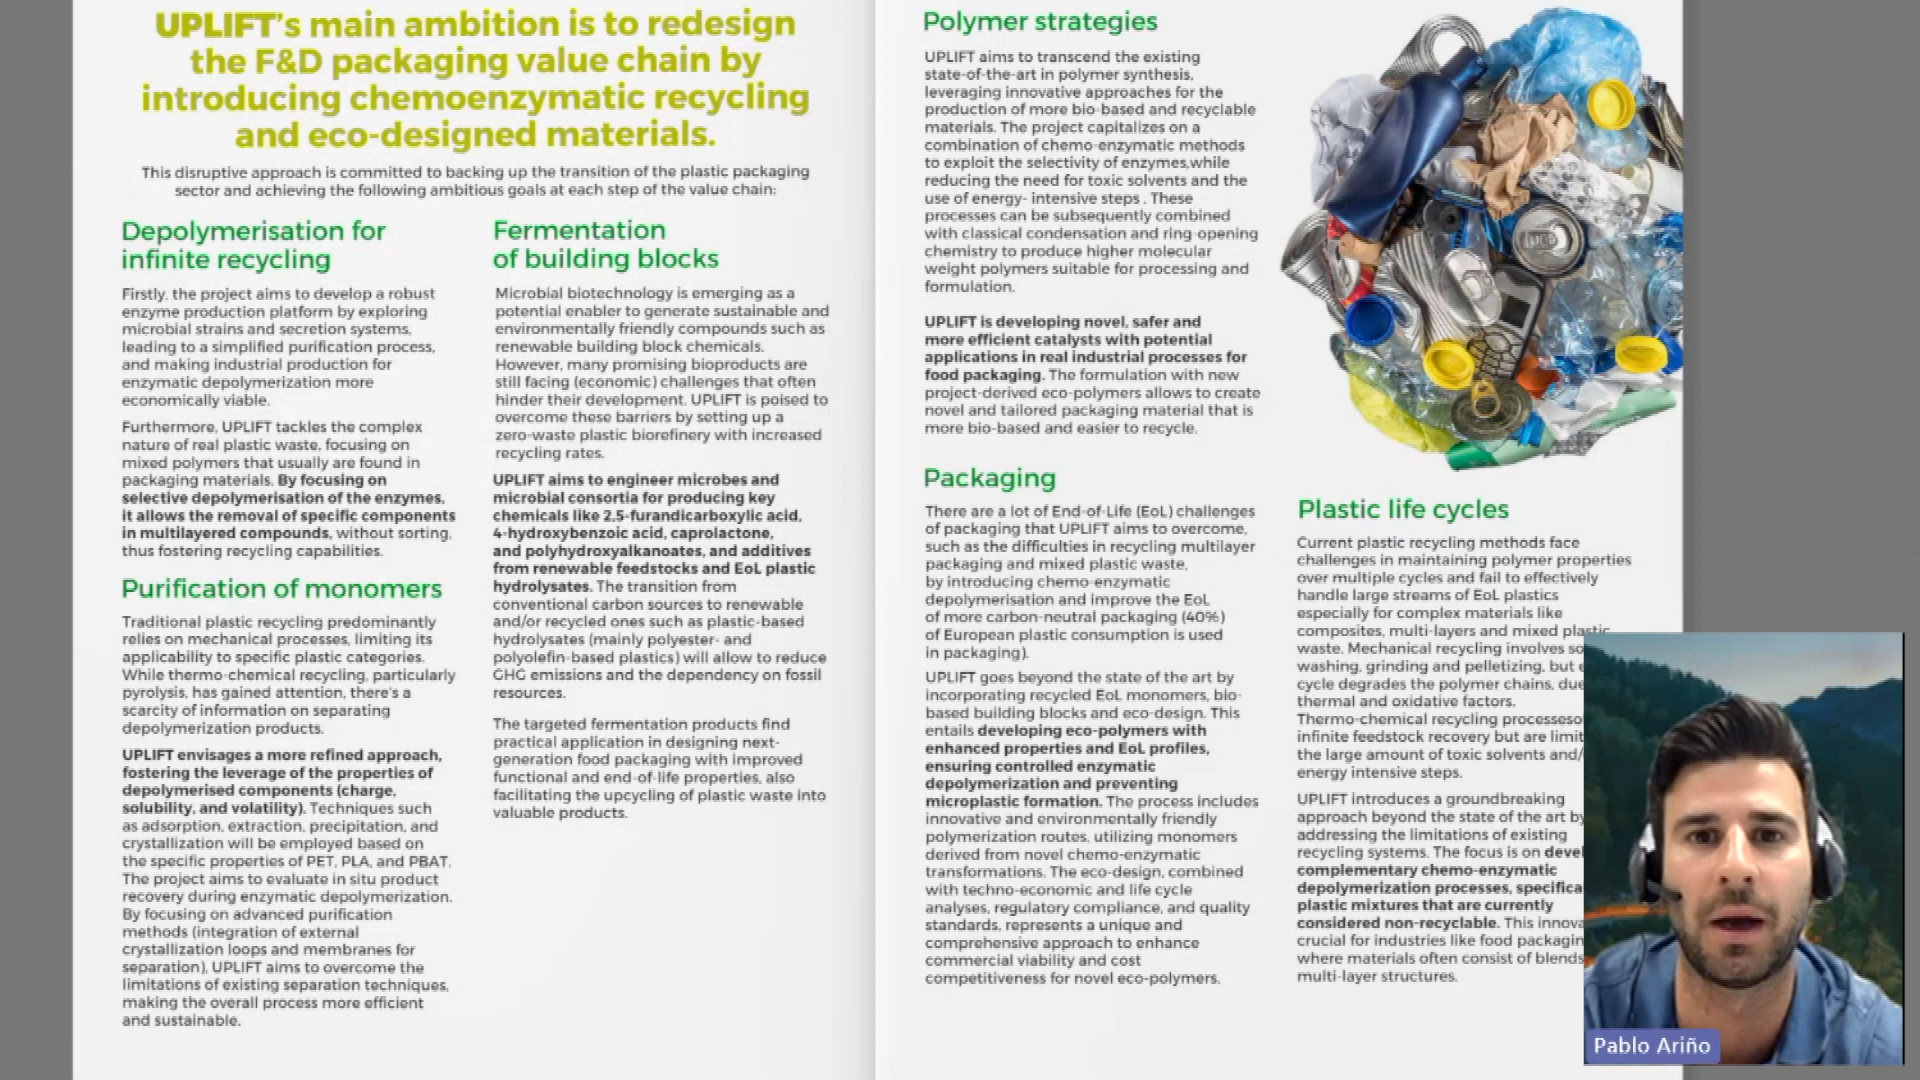 UPLIFT's main ambition is to redesign
the F&D packaging value chain by
introducing chemoenzymatic recycling
and eco-designed materials.
This disruptive approach is committed to backing up the transition of the plastic packaging
sector and achieving the following ambitious goals at each step of the value chain:
Depolymerisation for
infinite recycling
Firstly, the project aims to develop a robust
enzyme production platform by exploring
microbial strains and secretion systems,
leading to a simplified purification process,
and making industrial production for
enzymatic depolymerization more
economically viable.
Furthermore, UPLIFT tackles the complex
nature of real plastic waste, focusing on
mixed polymers that usually are found in
packaging materials. By focusing on
selective depolymerisation of the enzymes,
it allows the removal of specific components
in multilayered compounds, without sorting,
thus fostering recycling capabilities.
Purification of monomers
Traditional plastic recycling predominantly
relies on mechanical processes, limiting its
applicability to specific plastic categories.
While thermo-chemical recycling, particularly
pyrolysis, has gained attention, there's a
scarcity of information on separating
depolymerization products.
UPLIFT envisages a more refined approach,
fostering the leverage of the properties of
depolymerised components (charge,
solubility, and volatility). Techniques such
as adsorption, extraction, precipitation, and
crystallization will be employed based on
the specific properties of PET, PLA, and PBAT.
The project aims to evaluate in situ product
recovery during enzymatic depolymerization.
By focusing on advanced purification
methods (integration of external
crystallization loops and membranes for
separation), UPLIFT aims to overcome the
limitations of existing separation techniques,
making the overall process more efficient
and sustainable.
Fermentation
of building blocks
Microbial biotechnology is emerging as a
potential enabler to generate sustainable and
environmentally friendly compounds such as
renewable building block chemicals.
However, many promising bioproducts are
still facing (economic) challenges that often
hinder their development. UPLIFT is poised to
overcome these barriers by setting up a
zero-waste plastic biorefinery with increased
recycling rates.
UPLIFT aims to engineer microbes and
microbial consortia for producing key
chemicals like 2,5-furandicarboxylic acid,
4-hydroxybenzoic acid, caprolactone,
and polyhydroxyalkanoates, and additives
from renewable feedstocks and EoL plastic
hydrolysates. The transition from
conventional carbon sources to renewable
and/or recycled ones such as plastic-based
hydrolysates (mainly polyester- and
polyolefin-based plastics) will allow to reduce
GHG emissions and the dependency on fossil
resources.
The targeted fermentation products find
practical application in designing next-
generation food packaging with improved
functional and end-of-life properties, also
facilitating the upcycling of plastic waste into
valuable products.
Polymer strategies
UPLIFT aims to transcend the existing
state-of-the-art in polymer synthesis,
leveraging innovative approaches for the
production of more bio-based and recyclable
materials. The project capitalizes on a
combination of chemo-enzymatic methods
to exploit the selectivity of enzymes,while
reducing the need for toxic solvents and the
use of energy- intensive steps . These
processes can be subsequently combined
with classical condensation and ring-opening
chemistry to produce higher molecular
weight polymers suitable for processing and
formulation.
UPLIFT is developing novel, safer and
more efficient catalysts with potential
applications in real industrial processes for
food packaging. The formulation with new
project-derived eco-polymers allows to create
novel and tailored packaging material that is
more bio-based and easier to recycle.
Packaging
There are a lot of End-of-Life (EoL) challenges
of packaging that UPLIFT aims to overcome,
such as the difficulties in recycling multilayer
packaging and mixed plastic waste,
by introducing chemo-enzymatic
depolymerisation and improve the EoL
of more carbon-neutral packaging (40%)
of European plastic consumption is used
in packaging).
UPLIFT goes beyond the state of the art by
incorporating recycled EoL monomers, bio-
based building blocks and eco-design. This
entails developing eco-polymers with
enhanced properties and EoL profiles,
ensuring controlled enzymatic
depolymerization and preventing
microplastic formation. The process includes
innovative and environmentally friendly
polymerization routes, utilizing monomers
derived from novel chemo-enzymatic
transformations. The eco-design, combined
with techno-economic and life cycle
analyses, regulatory compliance, and quality
standards, represents a unique and
comprehensive approach to enhance
commercial viability and cost
competitiveness for novel eco-polymers.
Plastic life cycles
Current plastic recycling methods face
challenges in maintaining polymer properties
over multiple cycles and fail to effectively
handle large streams of EoL plastics
especially for complex materials like
composites, multi-layers and mixed plastic
waste. Mechanical recycling involves so
washing, grinding and pelletizing, but e
cycle degrades the polymer chains, due
thermal and oxidative factors.
Thermo-chemical recycling processeso
infinite feedstock recovery but are limit
the large amount of toxic solvents and/
energy intensive steps.
UPLIFT introduces a groundbreaking
approach beyond the state of the art by
addressing the limitations of existing
recycling systems. The focus is on devel
complementary chemo-enzymatic
depolymerization processes, specifica
plastic mixtures that are currently
considered non-recyclable. This innova
crucial for industries like food packagin
where materials often consist of blends
multi-layer structures.
Pablo Ariño